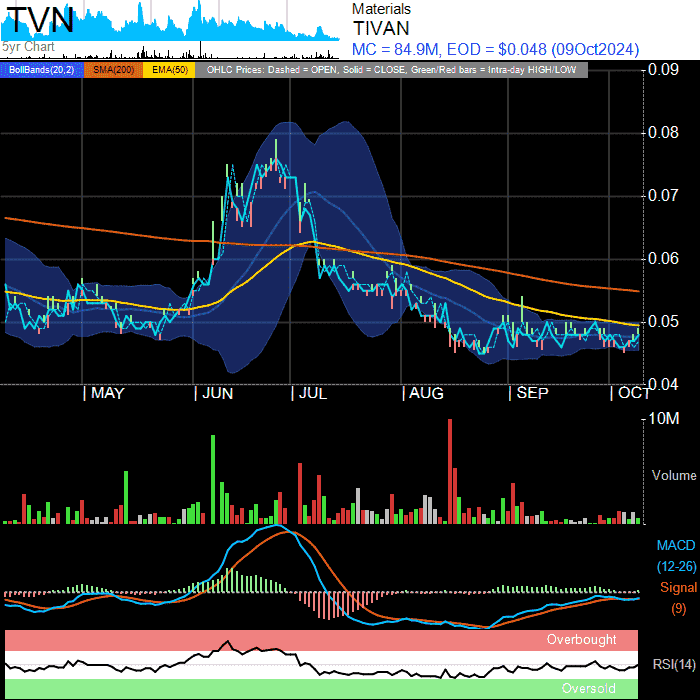 TVN
5yr Chart
Materials
TIVAN
MC = 84.9M, EOD = $0.048 (09Oct2024)
BollBands(20,2) SMA(200) EMA(50) OHLC Prices: Dashed = OPEN, Solid = CLOSE, Green/Red bars = Intra-day HIGH/LOW
0.09
0.08
0.07
0.06
0.05
0.04
| MAY | JUN | JUL | AUG | SEP | OCT
10M
Volume
MACD
(12-26)
Signal
(9)
Overbought
RSI(14)
Oversold